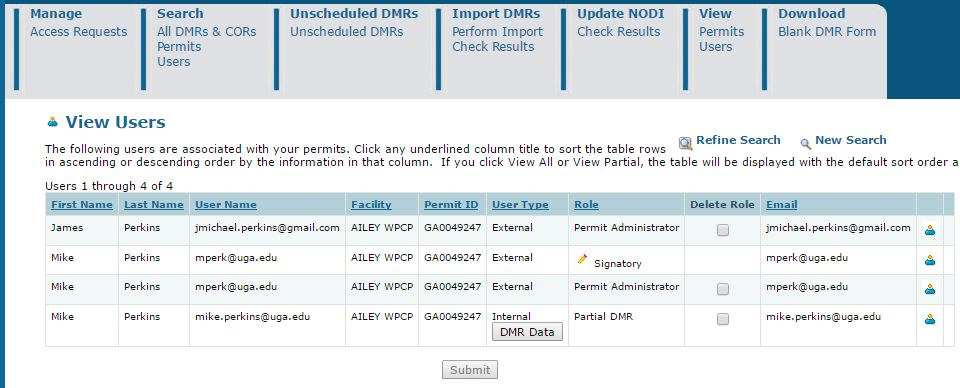 Manage Search Unscheduled DMRs Import DMRs Update NODI View Download
Access Requests All DMRs & CORs Unscheduled DMRs Perform Import Check Results Permits Blank DMR Form
Permits Check Results Users
Users
View Users
The following users are associated with your permits. Click any underlined column title to sort the table rows Refine Search New Search
in ascending or descending order by the information in that column. If you click View All or View Partial, the table will be displayed with the default sort order a
Users 1 through 4 of 4
First Name Last Name User Name Facility Permit ID User Type Role Delete Role Email
James Perkins jmichael.perkins@gmail.com AILEY WPCP GA0049247 External Permit Administrator jmichael.perkins@gmail.com
Mike Perkins mperk@uga.edu AILEY WPCP GA0049247 External Signatory mperk@uga.edu
Mike Perkins mperk@uga.edu AILEY WPCP GA0049247 External Permit Administrator mperk@uga.edu
Mike Perkins mike.perkins@uga.edu AILEY WPCP GA0049247 Internal Partial DMR mike.perkins@uga.edu
DMR Data
Submit